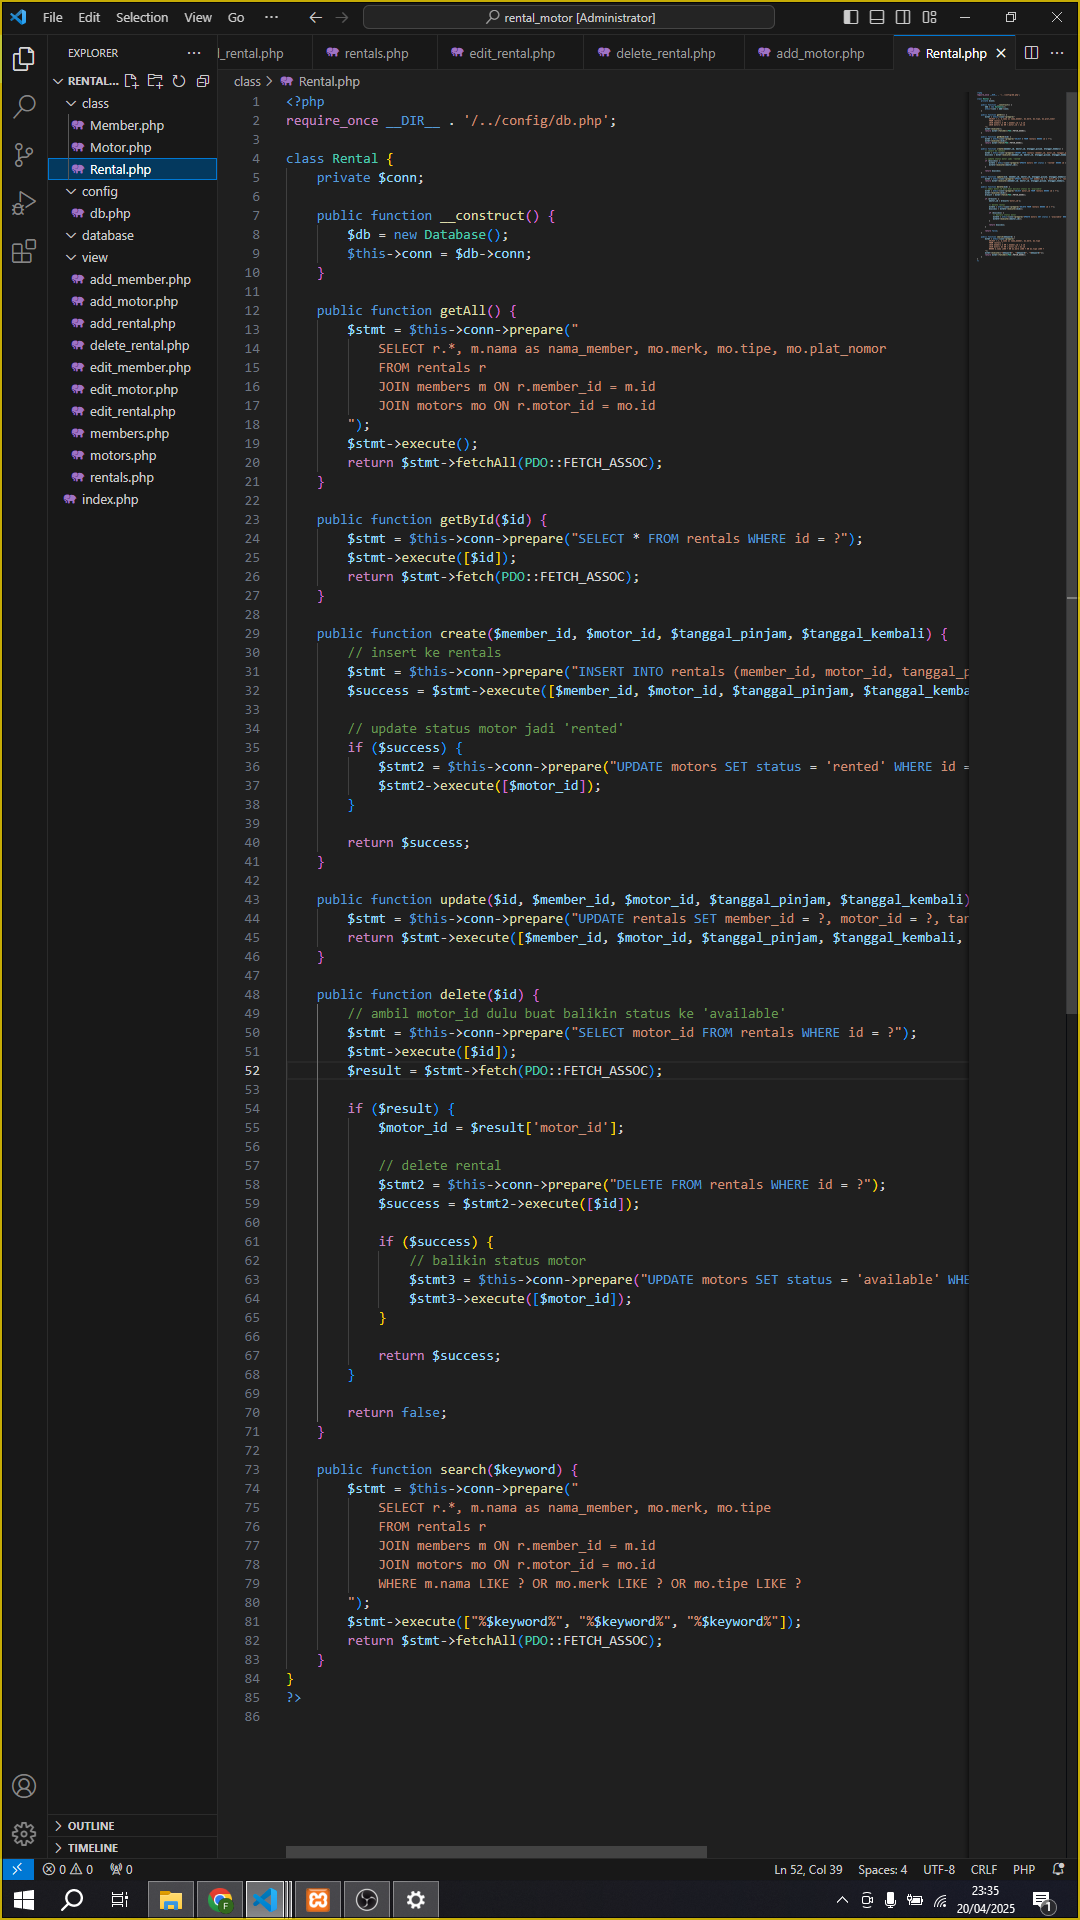 File Edit Selection View Go ··· rental_motor [Administrator]
EXPLORER ···
l_rental.php rentals.php edit_rental.php delete_rental.php add_motor.php Rental.php ···
RENTAL...
class
Member.php
Motor.php
Rental.php
config
db.php
database
view
add_member.php
add_motor.php
add_rental.php
delete_rental.php
edit_member.php
edit_motor.php
edit_rental.php
members.php
motors.php
rentals.php
index.php
OUTLINE
TIMELINE
class > Rental.php
1 <?php
2 require_once __DIR__ . '/../config/db.php';
3
4 class Rental {
5     private $conn;
6
7     public function __construct() {
8         $db = new Database();
9         $this->conn = $db->conn;
10     }
11
12     public function getAll() {
13         $stmt = $this->conn->prepare("
14             SELECT r.*, m.nama as nama_member, mo.merk, mo.tipe, mo.plat_nomor
15             FROM rentals r
16             JOIN members m ON r.member_id = m.id
17             JOIN motors mo ON r.motor_id = mo.id
18         ");
19         $stmt->execute();
20         return $stmt->fetchAll(PDO::FETCH_ASSOC);
21     }
22
23     public function getById($id) {
24         $stmt = $this->conn->prepare("SELECT * FROM rentals WHERE id = ?");
25         $stmt->execute([$id]);
26         return $stmt->fetch(PDO::FETCH_ASSOC);
27     }
28
29     public function create($member_id, $motor_id, $tanggal_pinjam, $tanggal_kembali) {
30         // insert ke rentals
31         $stmt = $this->conn->prepare("INSERT INTO rentals (member_id, motor_id, tanggal_p
32         $success = $stmt->execute([$member_id, $motor_id, $tanggal_pinjam, $tanggal_kemba
33
34         // update status motor jadi 'rented'
35         if ($success) {
36             $stmt2 = $this->conn->prepare("UPDATE motors SET status = 'rented' WHERE id =
37             $stmt2->execute([$motor_id]);
38         }
39
40         return $success;
41     }
42
43     public function update($id, $member_id, $motor_id, $tanggal_pinjam, $tanggal_kembali)
44         $stmt = $this->conn->prepare("UPDATE rentals SET member_id = ?, motor_id = ?, tan
45         return $stmt->execute([$member_id, $motor_id, $tanggal_pinjam, $tanggal_kembali,
46     }
47
48     public function delete($id) {
49         // ambil motor_id dulu buat balikin status ke 'available'
50         $stmt = $this->conn->prepare("SELECT motor_id FROM rentals WHERE id = ?");
51         $stmt->execute([$id]);
52         $result = $stmt->fetch(PDO::FETCH_ASSOC);
53
54         if ($result) {
55             $motor_id = $result['motor_id'];
56
57             // delete rental
58             $stmt2 = $this->conn->prepare("DELETE FROM rentals WHERE id = ?");
59             $success = $stmt2->execute([$id]);
60
61             if ($success) {
62                 // balikin status motor
63                 $stmt3 = $this->conn->prepare("UPDATE motors SET status = 'available' WHE
64                 $stmt3->execute([$motor_id]);
65             }
66
67             return $success;
68         }
69
70         return false;
71     }
72
73     public function search($keyword) {
74         $stmt = $this->conn->prepare("
75             SELECT r.*, m.nama as nama_member, mo.merk, mo.tipe
76             FROM rentals r
77             JOIN members m ON r.member_id = m.id
78             JOIN motors mo ON r.motor_id = mo.id
79             WHERE m.nama LIKE ? OR mo.merk LIKE ? OR mo.tipe LIKE ?
80         ");
81         $stmt->execute(["%$keyword%", "%$keyword%", "%$keyword%"]);
82         return $stmt->fetchAll(PDO::FETCH_ASSOC);
83     }
84 }
85 ?>
86
0 0 0 Ln 52, Col 39 Spaces: 4 UTF-8 CRLF PHP
23:35
20/04/2025
1